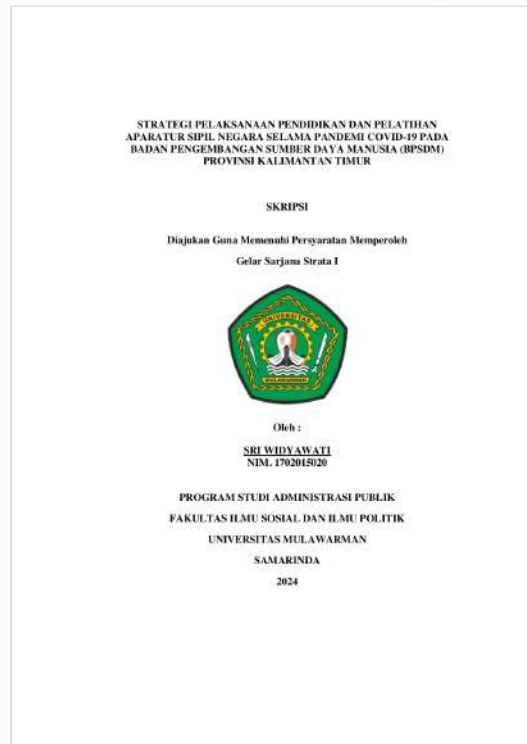 STRATEGI PELAKSANAAN PENDIDIKAN DAN PELATIHAN
APARATUR SIPIL NEGARA SELAMA PANDEMI COVID-19 PADA
BADAN PENGEMBANGAN SUMBER DAYA MANUSIA (BPSDM)
PROVINSI KALIMANTAN TIMUR
SKRIPSI
Diajukan Guna Memenuhi Persyaratan Memperoleh
Gelar Sarjana Strata I
UNIVERSITAS
MULAWARMAN
Oleh :
SRI WIDYAWATI
NIM. 1702015020
PROGRAM STUDI ADMINISTRASI PUBLIK
FAKULTAS ILMU SOSIAL DAN ILMU POLITIK
UNIVERSITAS MULAWARMAN
SAMARINDA
2024